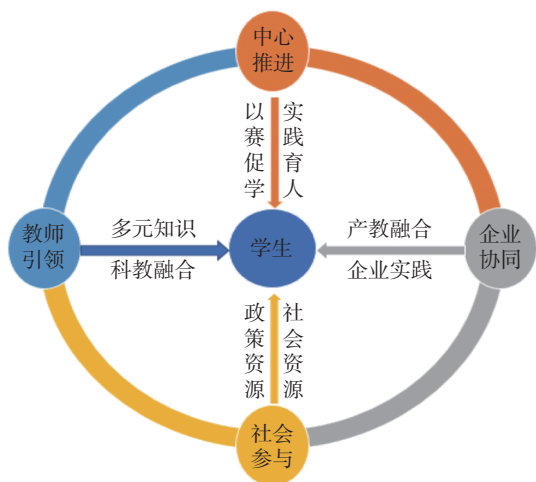 中心
推进
以赛促学
实践育人
教师
引领
多元知识
科教融合
学生
产教融合
企业实践
企业
协同
政策资源
社会资源
社会
参与